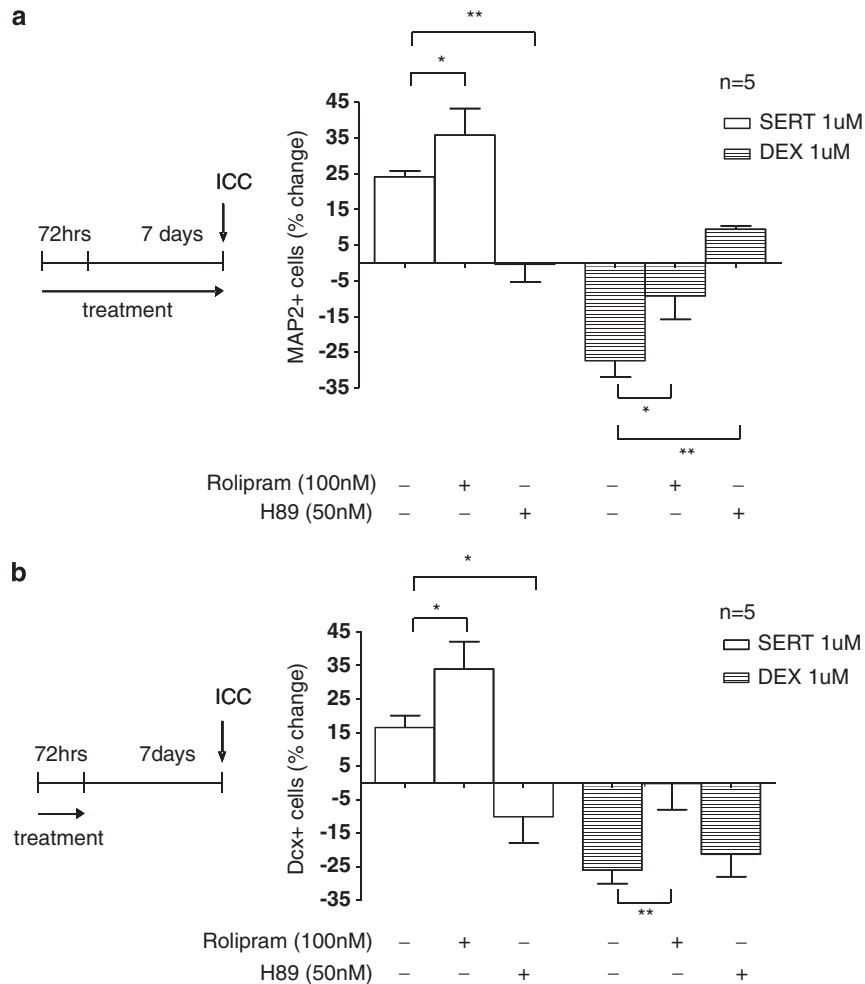 a
**
*
n=5
SERT 1uM
DEX 1uM
ICC
72hrs 7 days
treatment
MAP2+ cells (% change)
45
35
25
15
5
-5
-15
-25
-35
*
**
Rolipram (100nM) – + – – + –
H89 (50nM) – – + – – +
b
*
*
n=5
SERT 1uM
DEX 1uM
ICC
72hrs 7days
treatment
Dcx+ cells (% change)
45
35
25
15
5
-5
-15
-25
-35
**
Rolipram (100nM) – + – – + –
H89 (50nM) – – + – – +